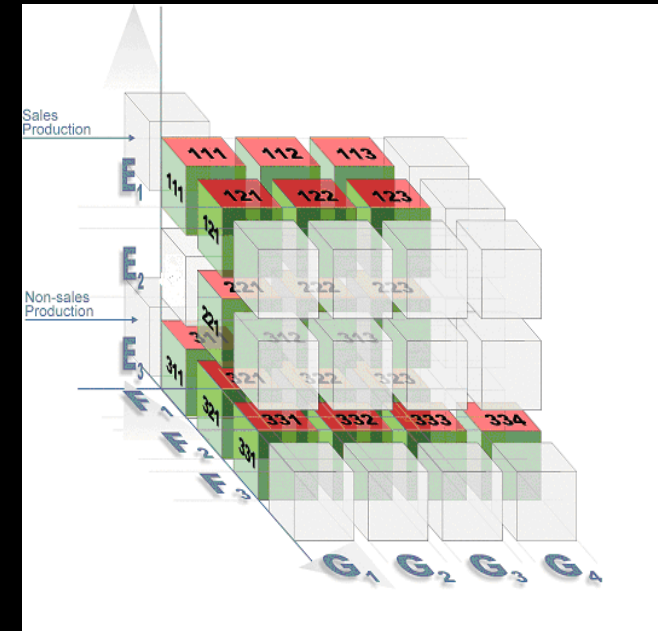 Sales
Production
111 112 113
E1
111
121 122 123
121
E2
221 222 223
Non-sales
Production
221
311 312 313
E3
311
321 322 323
321
F1
331 332 333 334
F2
331
F3
G1 G2 G3 G4